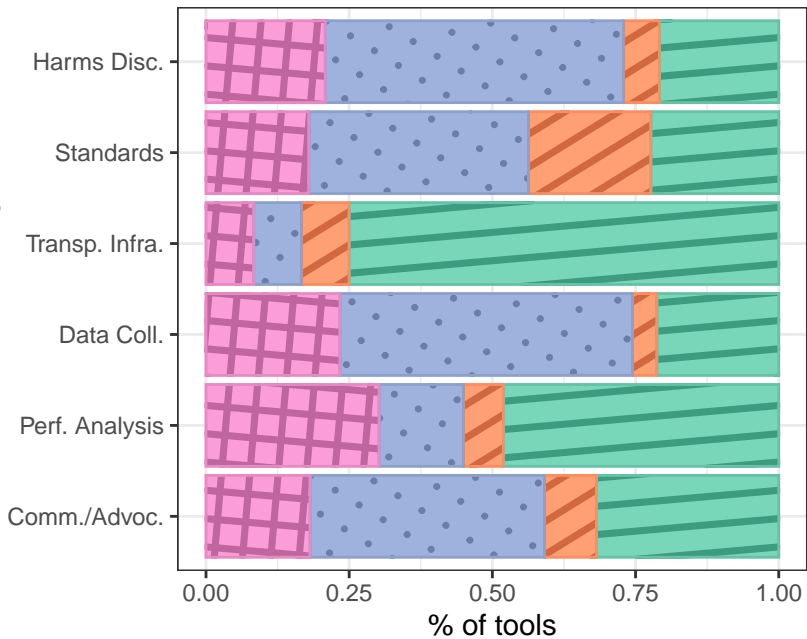 Harms Disc.
Standards
Transp. Infra.
Data Coll.
Perf. Analysis
Comm./Advoc.
0.00 0.25 0.50 0.75 1.00
% of tools